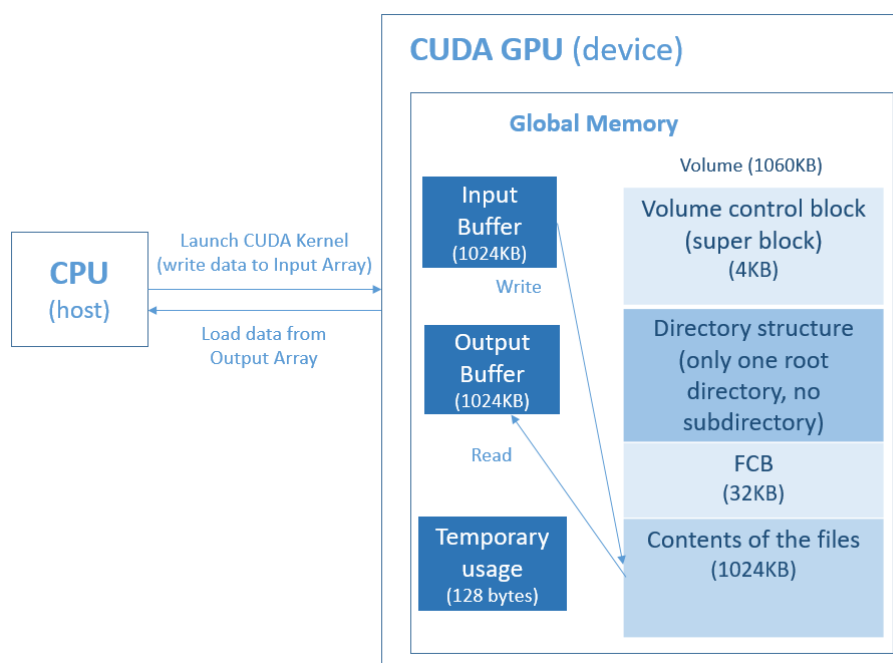 CUDA GPU (device)
Global Memory
Volume (1060KB)
Input
Buffer
(1024KB)
Volume control block
(super block)
(4KB)
Launch CUDA Kernel
(write data to Input Array)
CPU
(host)
Write
Load data from
Output Array
Output
Buffer
(1024KB)
Directory structure
(only one root
directory, no
subdirectory)
Read
FCB
(32KB)
Temporary
usage
(128 bytes)
Contents of the files
(1024KB)